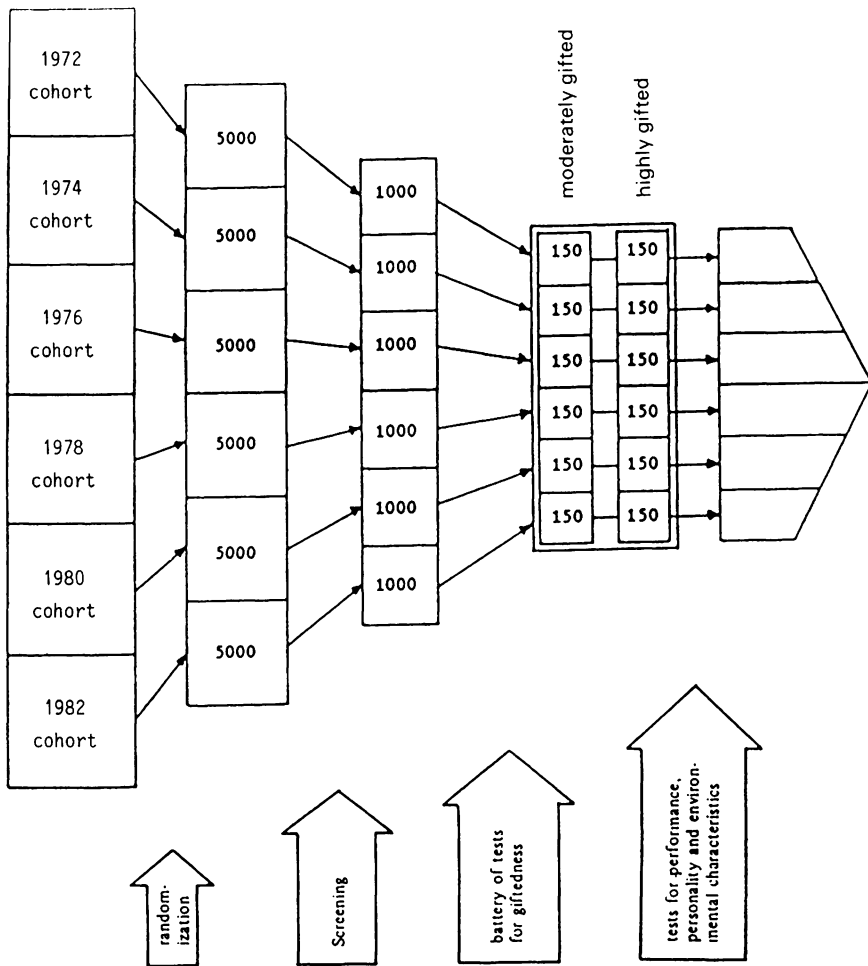 1972
cohort
1974
cohort
1976
cohort
1978
cohort
1980
cohort
1982
cohort
5000
5000
5000
5000
5000
5000
1000
1000
1000
1000
1000
1000
moderately gifted
highly gifted
150 150
150 150
150 150
150 150
150 150
150 150
random-
ization
Screening
battery of tests
for giftedness
tests for performance,
personality and environ-
mental characteristics